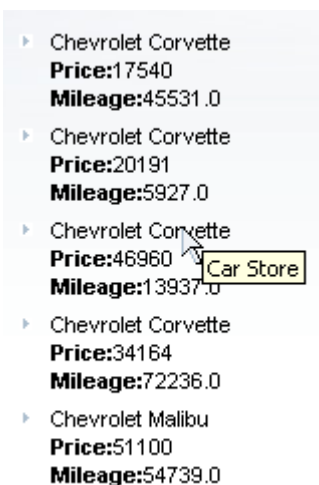 Chevrolet Corvette
Price:17540
Mileage:45531.0
Chevrolet Corvette
Price:20191
Mileage:5927.0
Chevrolet Corvette
Price:46960
Car Store
Mileage:13937.0
Chevrolet Corvette
Price:34164
Mileage:72236.0
Chevrolet Malibu
Price:51100
Mileage:54739.0